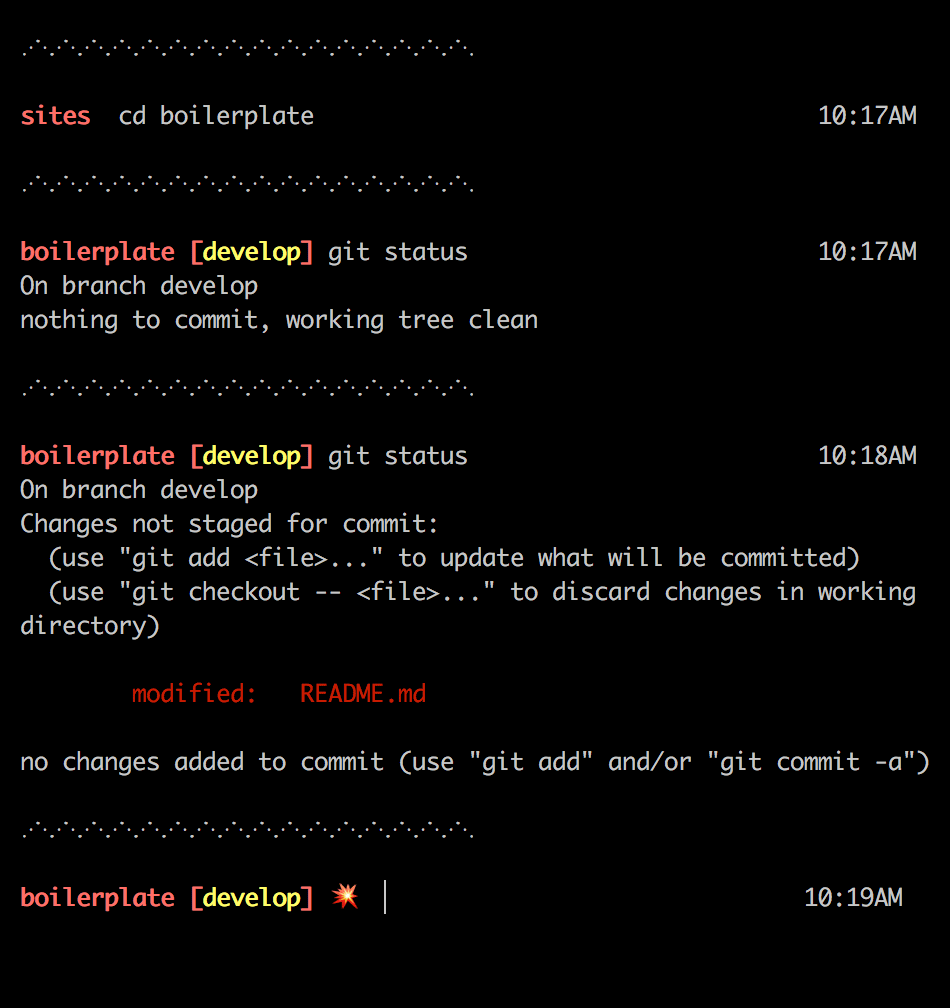 sites cd boilerplate 10:17AM
boilerplate [develop] git status 10:17AM
On branch develop
nothing to commit, working tree clean
boilerplate [develop] git status 10:18AM
On branch develop
Changes not staged for commit:
(use "git add <file>..." to update what will be committed)
(use "git checkout -- <file>..." to discard changes in working
directory)
modified: README.md
no changes added to commit (use "git add" and/or "git commit -a")
boilerplate [develop] 💥 10:19AM